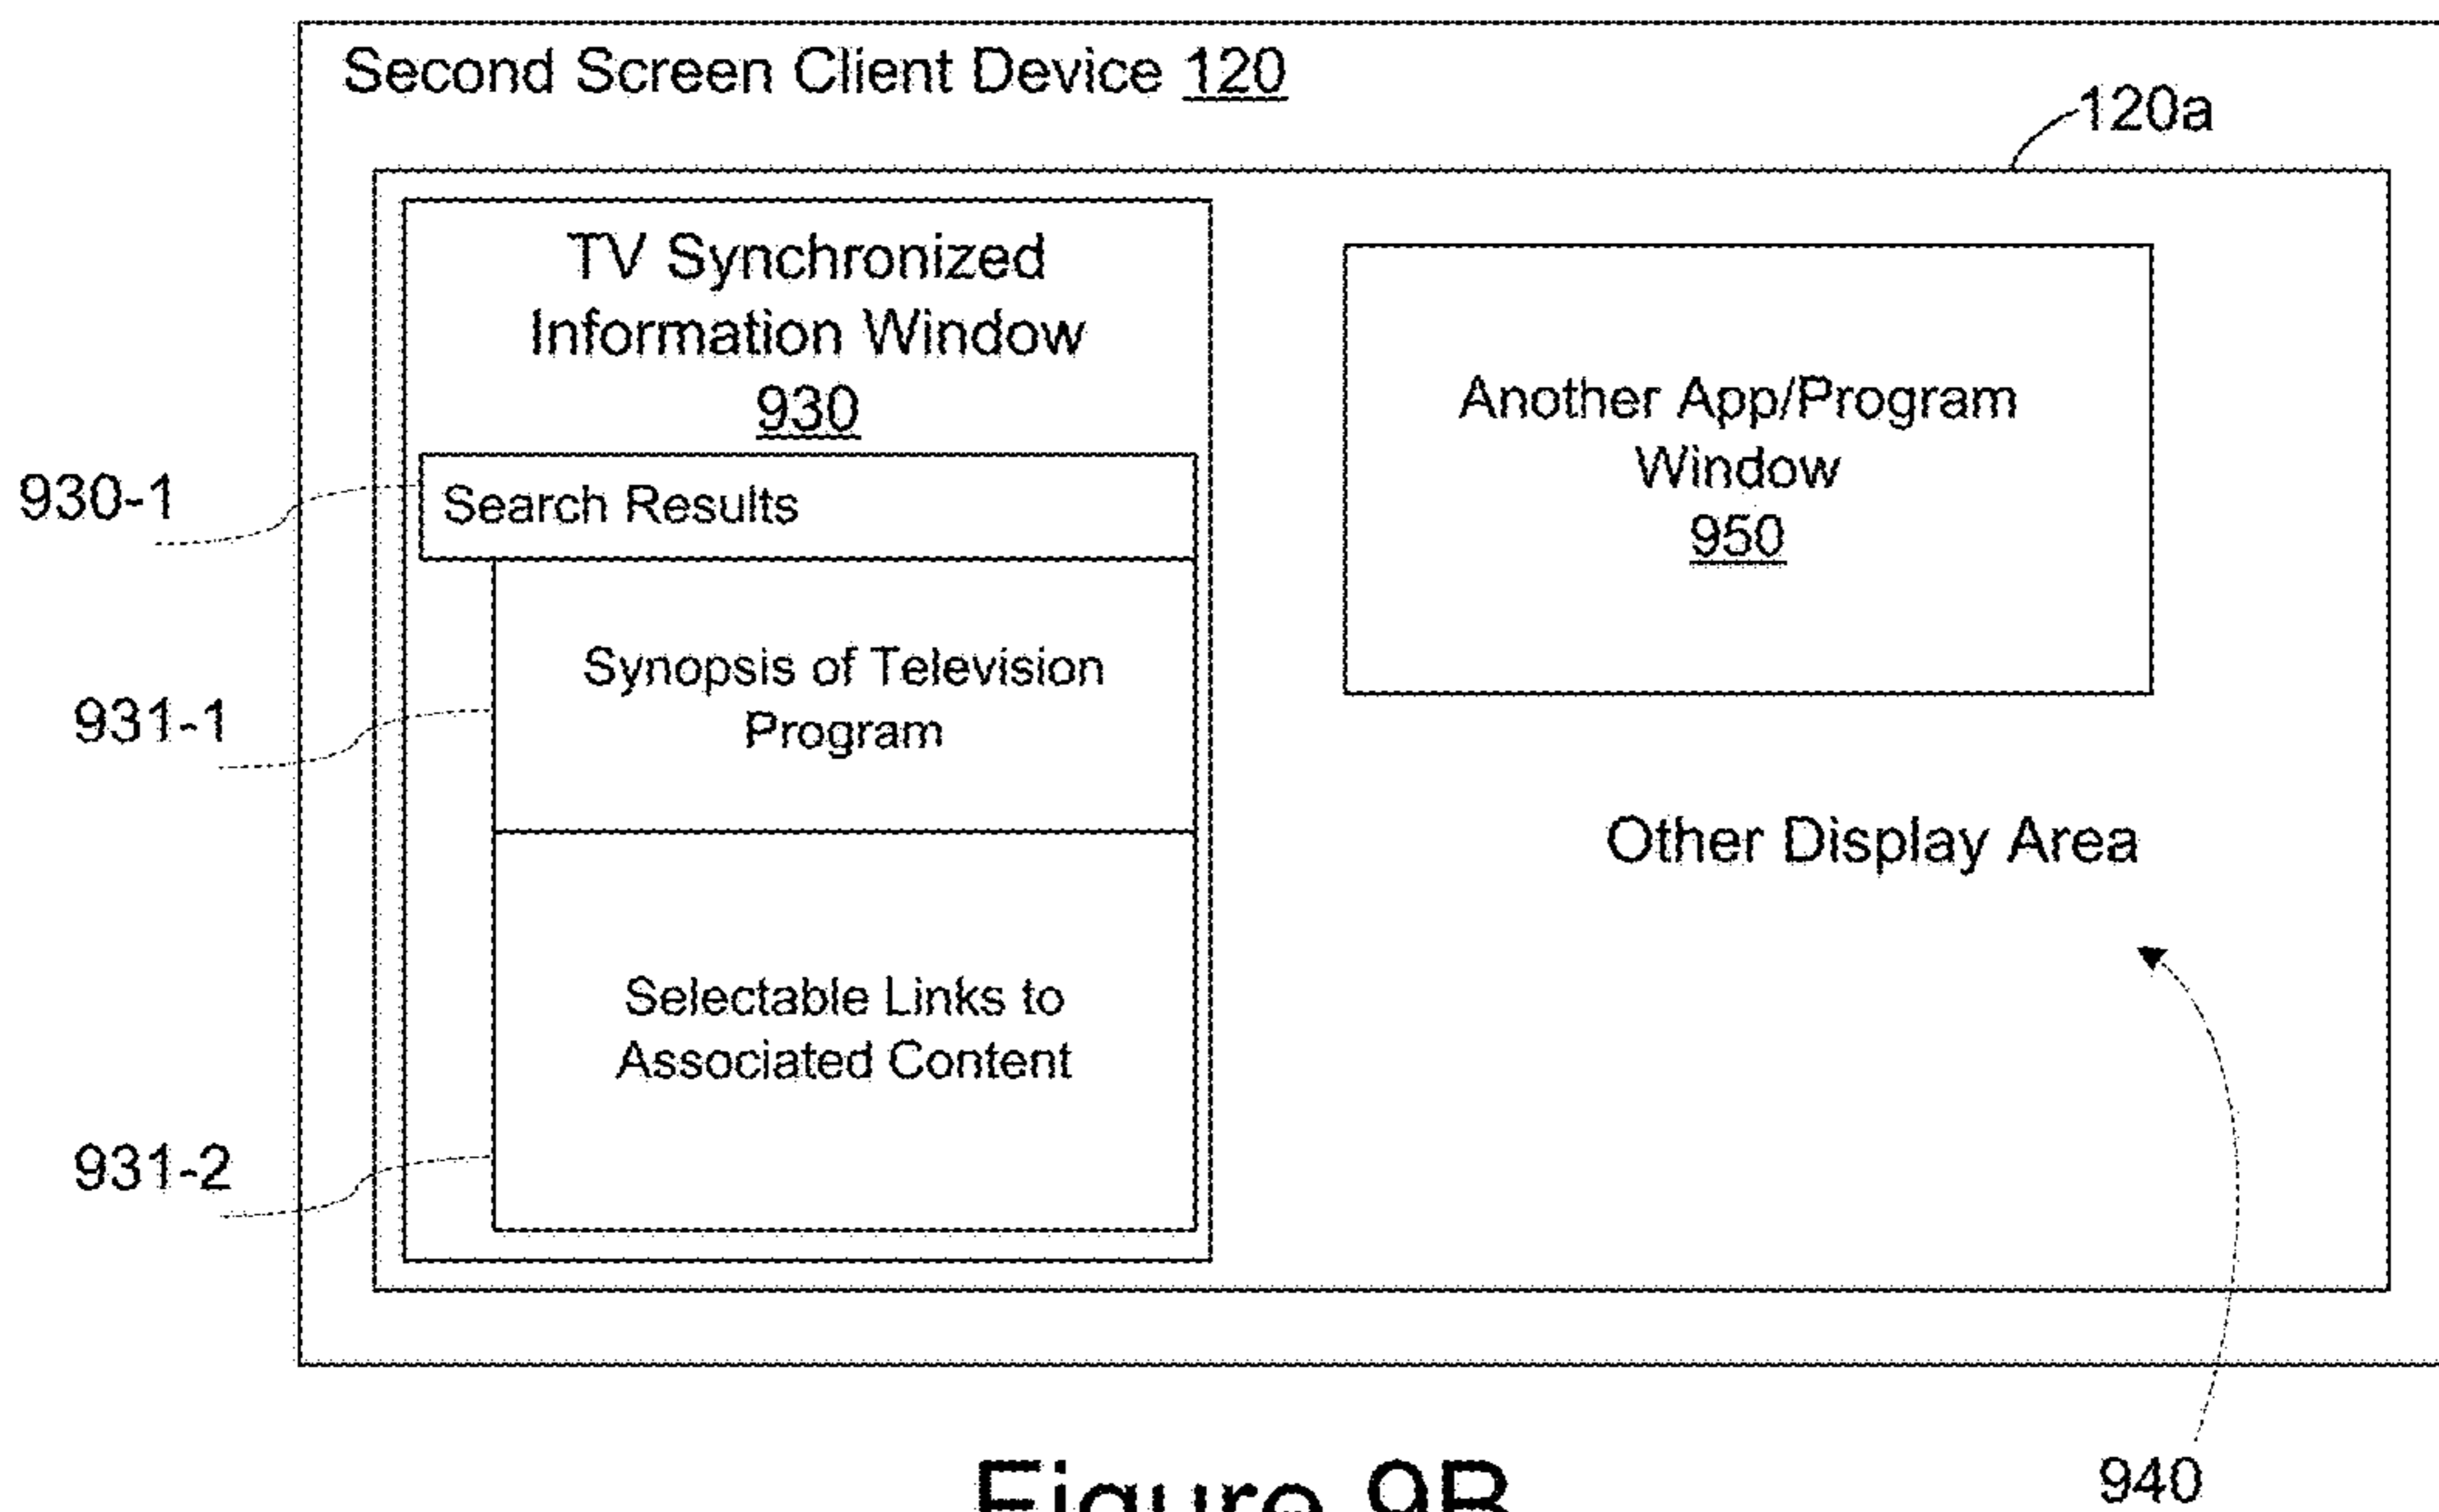 Second Screen Client Device 120
120a
TV Synchronized
Information Window
930
930-1
Search Results
931-1
Synopsis of Television
Program
931-2
Selectable Links to
Associated Content
Another App/Program
Window
950
Other Display Area
940
Figure 9B